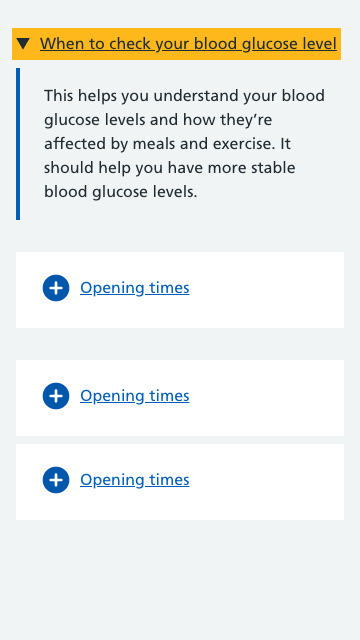 When to check your blood glucose level
This helps you understand your blood
glucose levels and how they’re
affected by meals and exercise. It
should help you have more stable
blood glucose levels.
Opening times
Opening times
Opening times